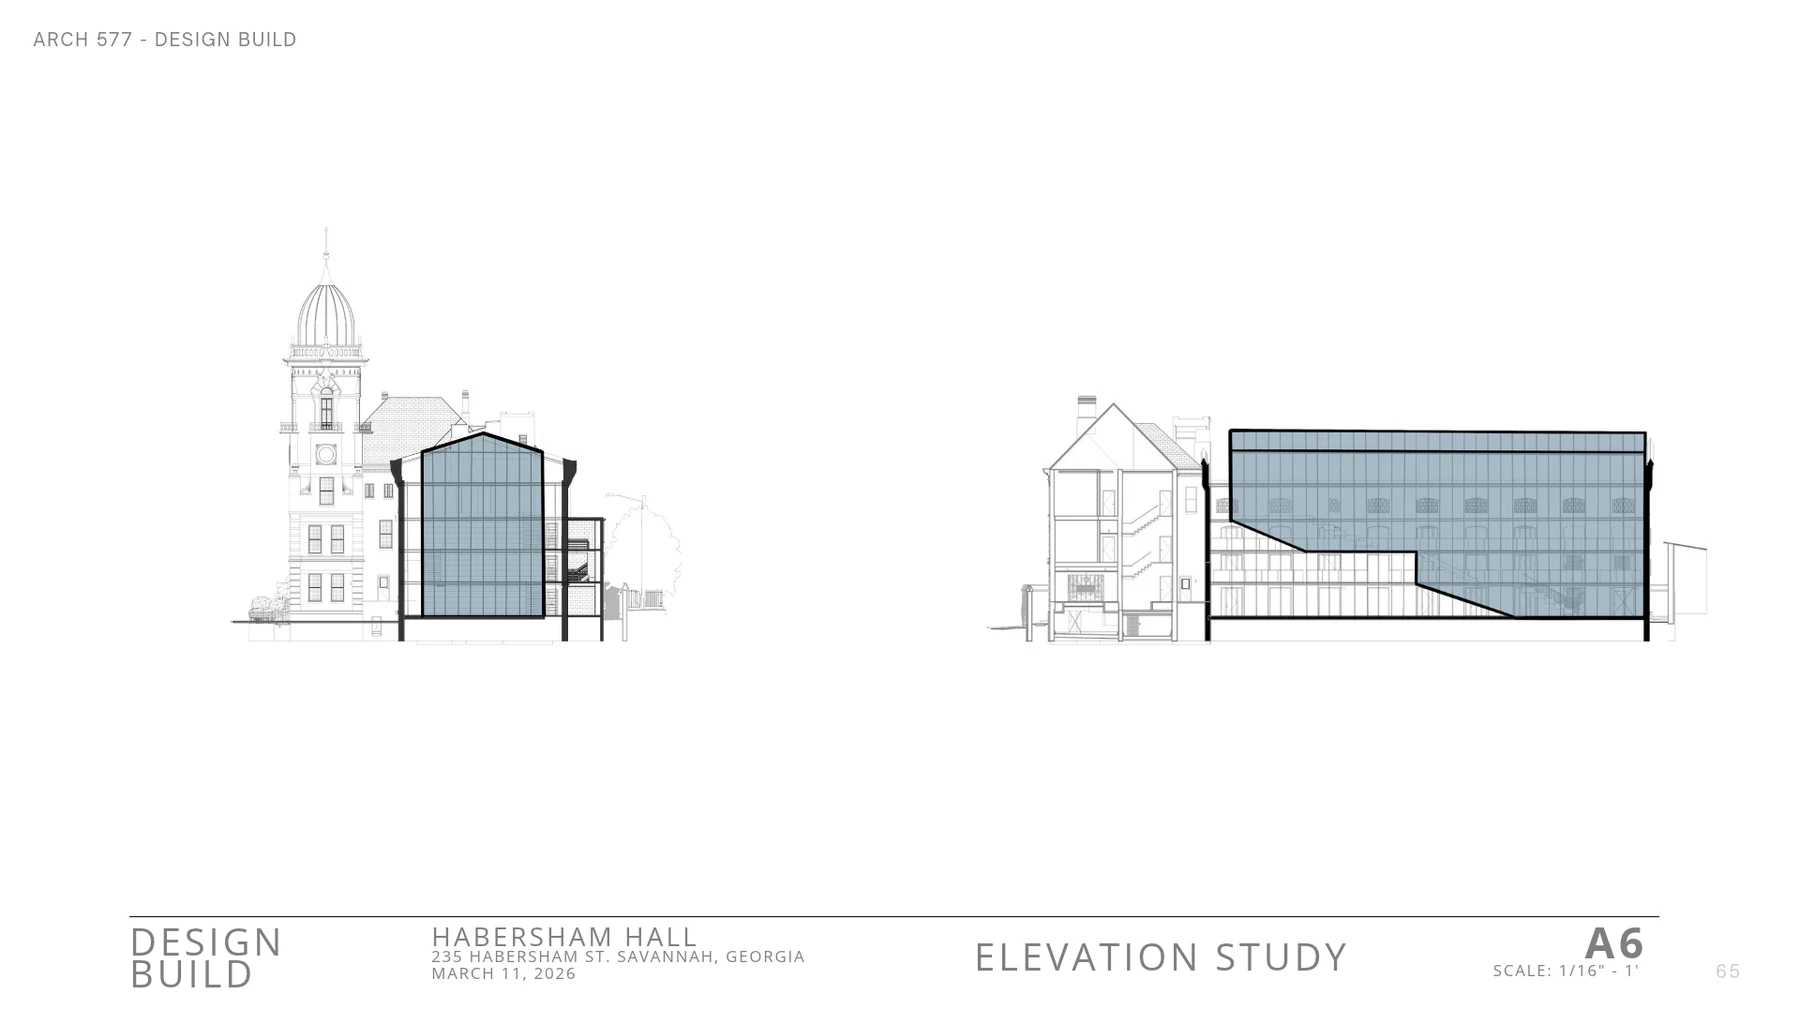 ARCH 577 - DESIGN BUILD
DESIGN
BUILD
HABERSHAM HALL
235 HABERSHAM ST. SAVANNAH, GEORGIA
MARCH 11, 2026
ELEVATION STUDY
A6
SCALE: 1/16" - 1'
65